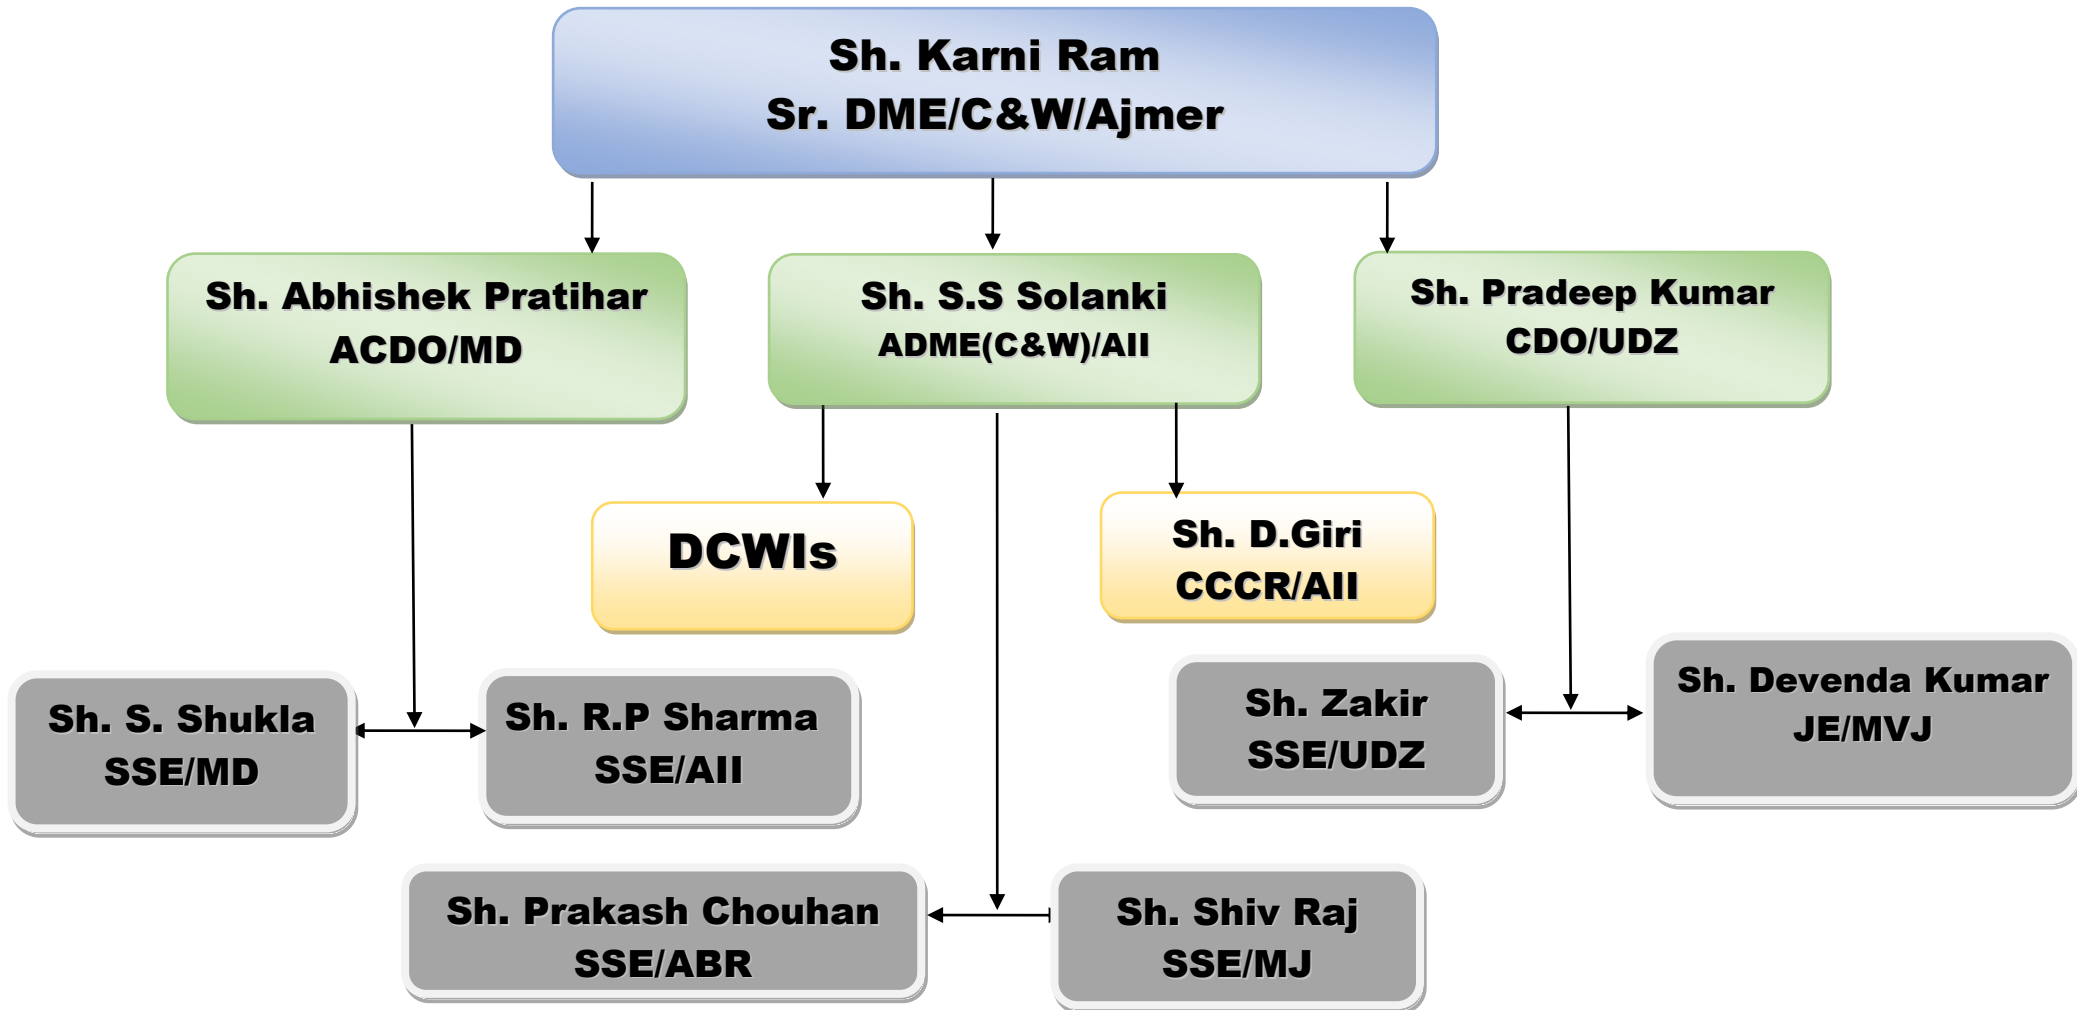 Sh. Karni Ram
Sr. DME/C&W/Ajmer
Sh. Abhishek Pratihar
ACDO/MD
Sh. S.S Solanki
ADME(C&W)/AII
Sh. Pradeep Kumar
CDO/UDZ
DCWIs
Sh. D.Giri
CCCR/AII
Sh. S. Shukla
SSE/MD
Sh. R.P Sharma
SSE/AII
Sh. Zakir
SSE/UDZ
Sh. Devenda Kumar
JE/MVJ
Sh. Prakash Chouhan
SSE/ABR
Sh. Shiv Raj
SSE/MJ